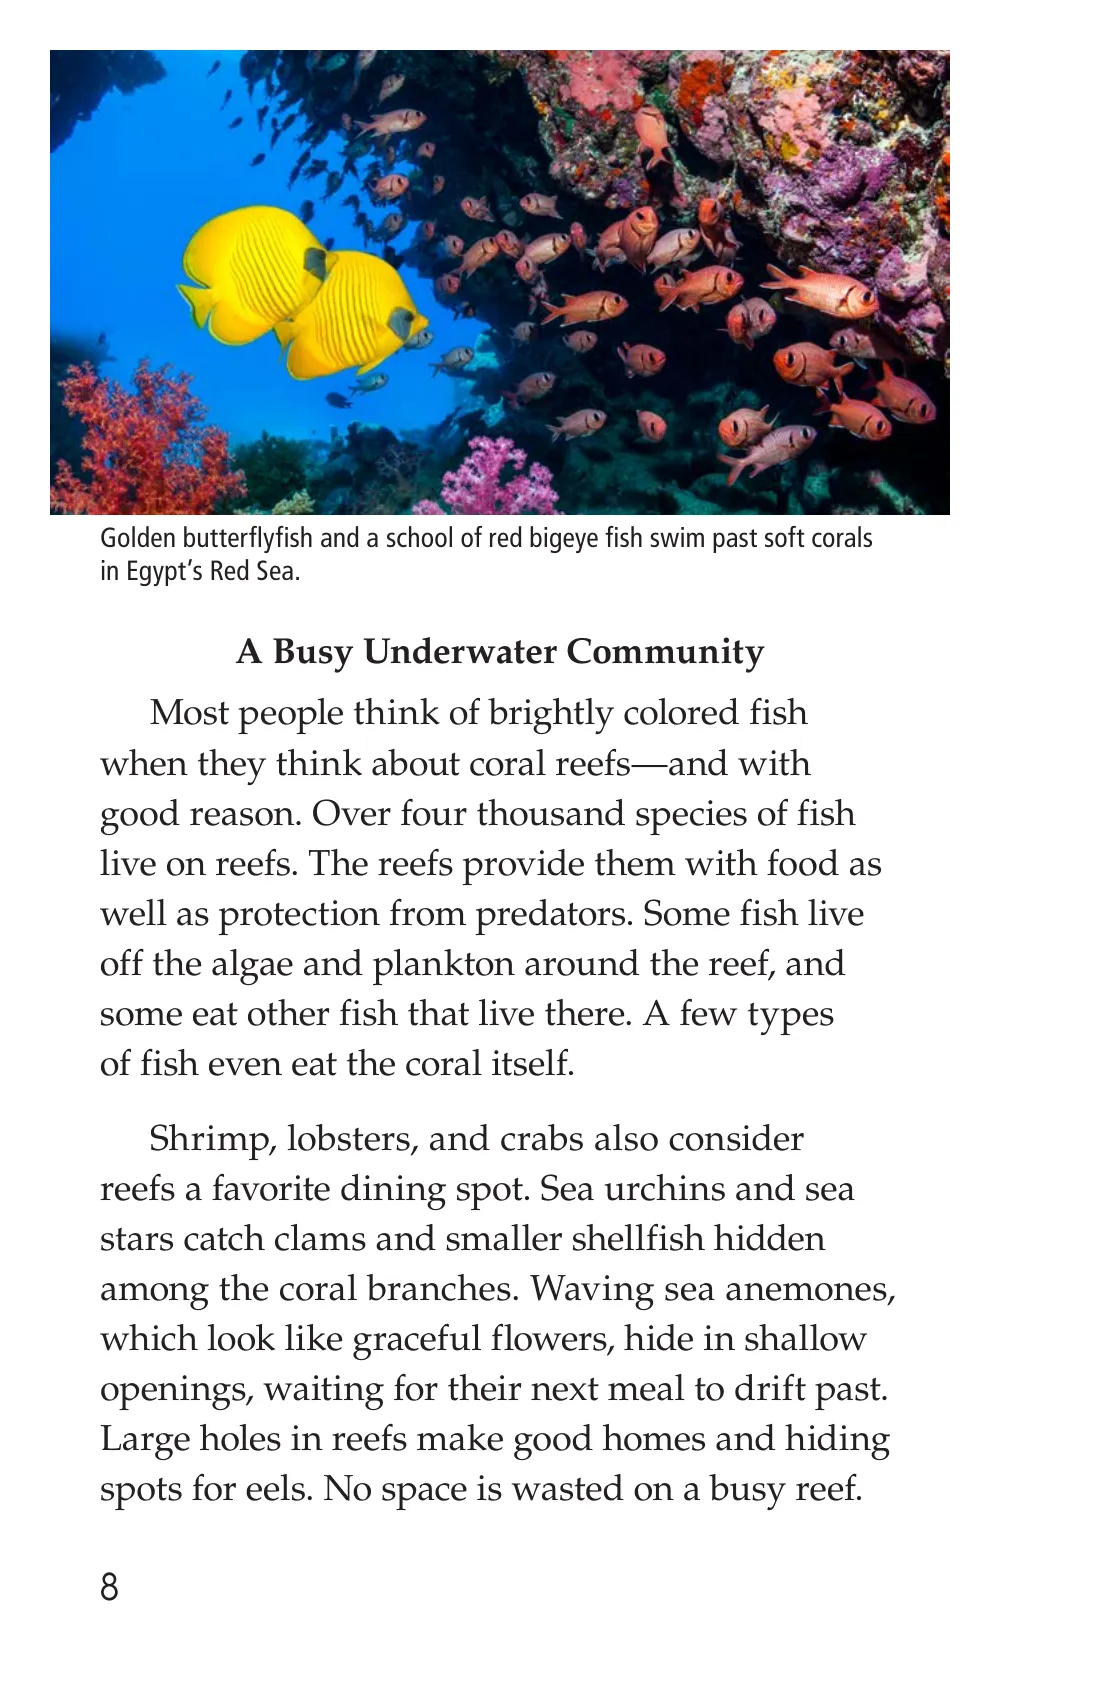 Golden butterflyfish and a school of red bigeye fish swim past soft corals
in Egypt’s Red Sea.
A Busy Underwater Community
Most people think of brightly colored fish
when they think about coral reefs—and with
good reason. Over four thousand species of fish
live on reefs. The reefs provide them with food as
well as protection from predators. Some fish live
off the algae and plankton around the reef, and
some eat other fish that live there. A few types
of fish even eat the coral itself.
Shrimp, lobsters, and crabs also consider
reefs a favorite dining spot. Sea urchins and sea
stars catch clams and smaller shellfish hidden
among the coral branches. Waving sea anemones,
which look like graceful flowers, hide in shallow
openings, waiting for their next meal to drift past.
Large holes in reefs make good homes and hiding
spots for eels. No space is wasted on a busy reef.
8